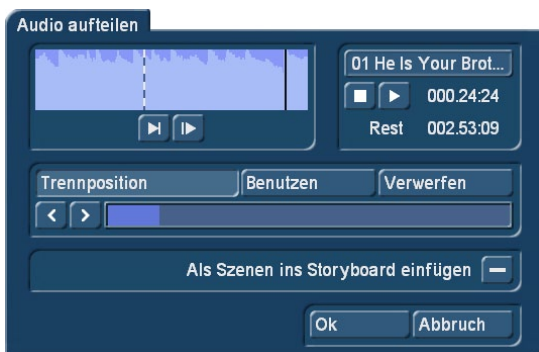 Audio aufteilen
01 He Is Your Brot...
000.24:24
Rest 002.53:09
Trennposition Benutzen Verwerfen
Als Szenen ins Storyboard einfügen
Ok Abbruch